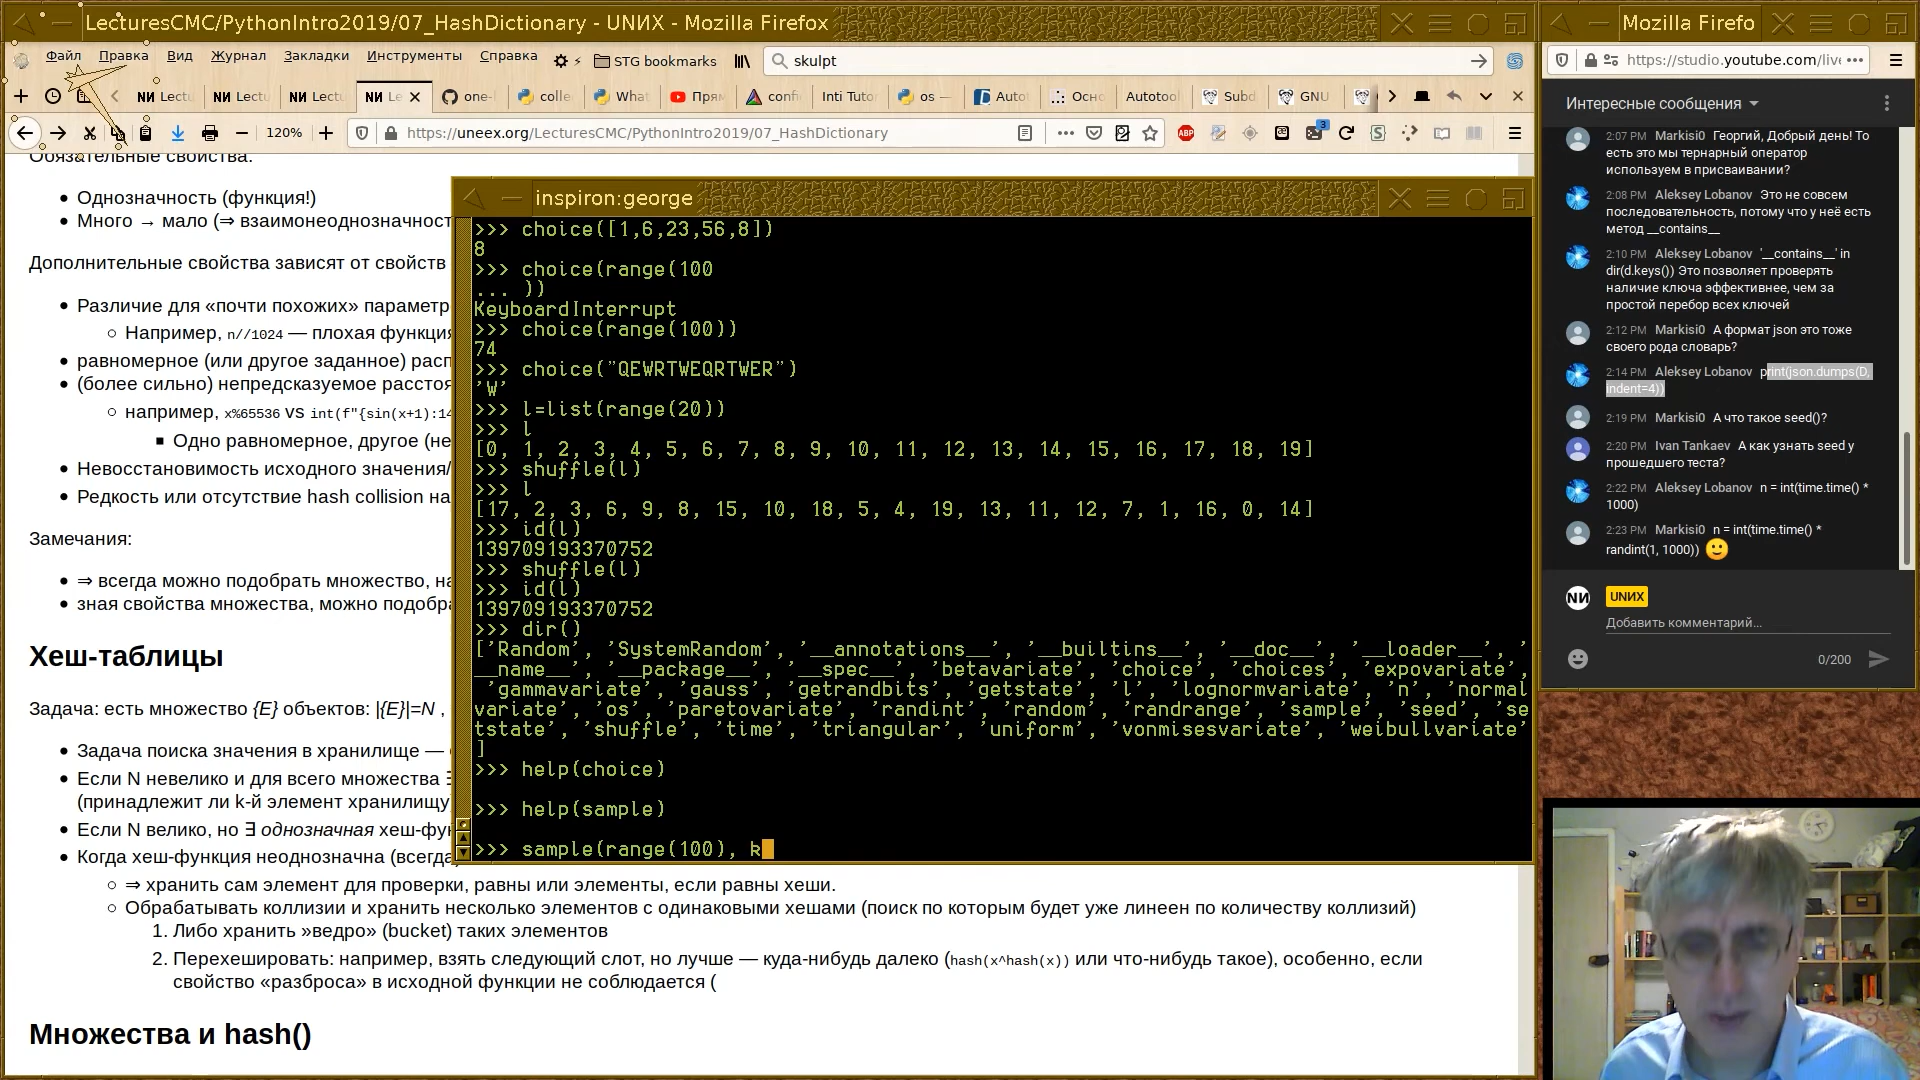 LecturesCMC/PythonIntro2019/07_HashDictionary - UNИX - Mozilla Firefox
Файл Правка Вид Журнал Закладки Инструменты Справка STG bookmarks
skulpt
120%
https://uneex.org/LecturesCMC/PythonIntro2019/07_HashDictionary
Обязательные свойства:
Однозначность (функция!)
Много → мало (⇒
Дополнительные свойства зависят от свойств
Различие для «почти похожих»
Например, n//1024 — плохая
равномерное (или другое заданное)
(более сильно) непредсказуемое
например, x%65536 vs int(f"{sin(x+1):14
Одно равномерное, другое (не
Невосстановимость исходного значения/
Редкость или отсутствие hash collision на
Замечания:
⇒ всегда можно подобрать множество,
зная свойства множества, можно
Хеш-таблицы
Задача: есть множество {E} объектов: |{E}|=N ,
Задача поиска значения в хранилище —
Если N невелико и для всего множества ∃
(принадлежит ли k-й элемент хранилищу
Если N велико, но ∃ однозначная
Когда хеш-функция неоднозначна (всегда
⇒ хранить сам элемент для проверки, равны или элементы, если равны хеши.
Обрабатывать коллизии и хранить несколько элементов с одинаковыми хешами (поиск по которым будет уже линеен по количеству коллизий)
1. Либо хранить »ведро» (bucket) таких элементов
2. Перехешировать: например, взять следующий слот, но лучше — куда-нибудь далеко (hash(x^hash(x)) или что-нибудь такое), особенно, если
свойство «разброса» в исходной функции не соблюдается (
Множества и hash()
inspiron:george
>>> choice([1,6,23,56,8])
8
>>> choice(range(100
... ))
KeyboardInterrupt
>>> choice(range(100))
74
>>> choice("QEWRTWEQRTWER")
'W'
>>> l=list(range(20))
>>> l
[0, 1, 2, 3, 4, 5, 6, 7, 8, 9, 10, 11, 12, 13, 14, 15, 16, 17, 18, 19]
>>> shuffle(l)
>>> l
[17, 2, 3, 6, 9, 8, 15, 10, 18, 5, 4, 19, 13, 11, 12, 7, 1, 16, 0, 14]
>>> id(l)
139709193370752
>>> shuffle(l)
>>> id(l)
139709193370752
>>> dir()
['Random', 'SystemRandom', '__annotations__', '__builtins__', '__doc__', '__loader__', '
__name__', '__package__', '__spec__', 'betavariate', 'choice', 'choices', 'expovariate',
'gammavariate', 'gauss', 'getrandbits', 'getstate', 'l', 'lognormvariate', 'n', 'normal
variate', 'os', 'paretovariate', 'randint', 'random', 'randrange', 'sample', 'seed', 'se
tstate', 'shuffle', 'time', 'triangular', 'uniform', 'vonmisesvariate', 'weibullvariate'
]
>>> help(choice)
>>> help(sample)
>>> sample(range(100), k
Mozilla Firefo
https://studio.youtube.com/liv
Интересные сообщения
2:07 PM Markisi0 Георгий, Добрый день! То
есть это мы тернарный оператор
используем в присваивании?
2:08 PM Aleksey Lobanov Это не совсем
последовательность, потому что у неё есть
метод __contains__
2:10 PM Aleksey Lobanov '__contains__' in
dir(d.keys()) Это позволяет проверять
наличие ключа эффективнее, чем за
простой перебор всех ключей
2:12 PM Markisi0 А формат json это тоже
своего рода словарь?
2:14 PM Aleksey Lobanov print(json.dumps(D,
indent=4))
2:19 PM Markisi0 А что такое seed()?
2:20 PM Ivan Tankaev А как узнать seed у
прошедшего теста?
2:22 PM Aleksey Lobanov n = int(time.time() *
1000)
2:23 PM Markisi0 n = int(time.time() *
randint(1, 1000))
NИ UNИX
Добавить комментарий...
0/200